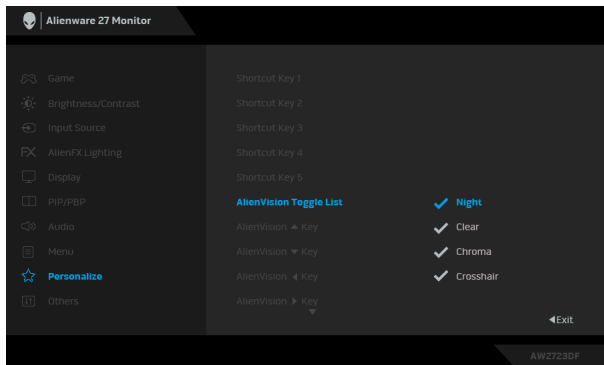 Alienware 27 Monitor
Game
Brightness/Contrast
Input Source
AlienFX Lighting
Display
PIP/PBP
Audio
Menu
Personalize
Others
Shortcut Key 1
Shortcut Key 2
Shortcut Key 3
Shortcut Key 4
Shortcut Key 5
AlienVision Toggle List
AlienVision ▲ Key
AlienVision ▼ Key
AlienVision ◀ Key
AlienVision ▶ Key
Night
Clear
Chroma
Crosshair
◀Exit
AW2723DF